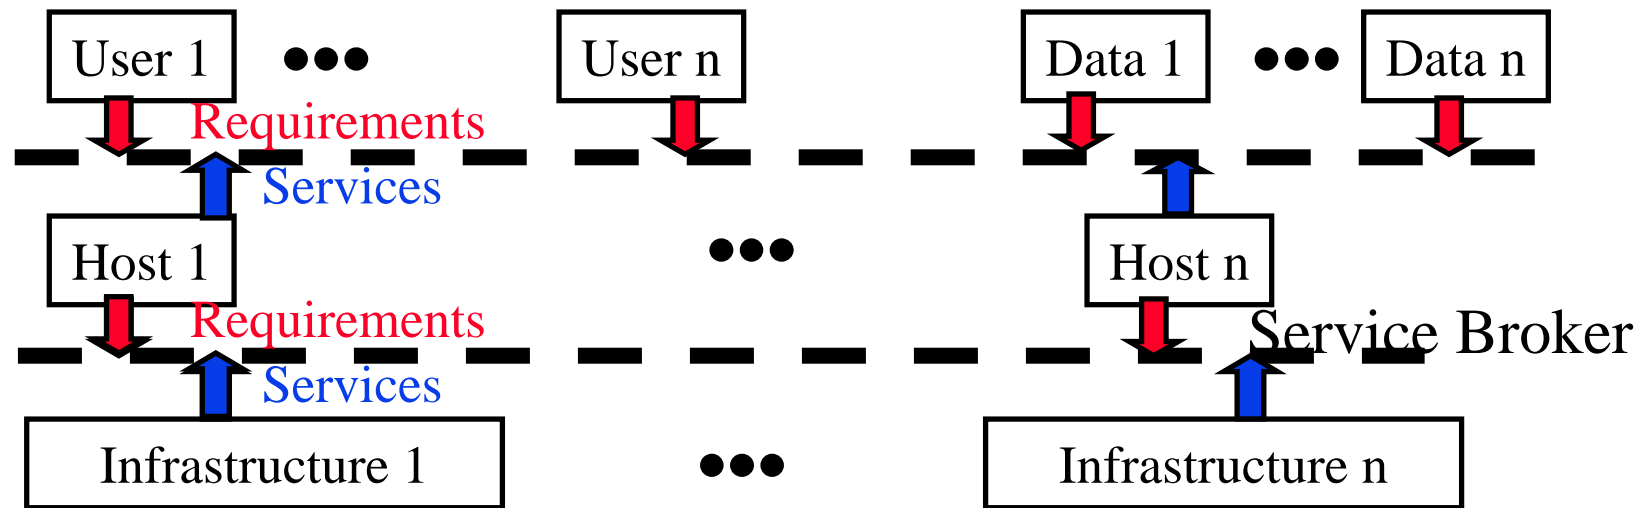 User 1 ••• User n Data 1 ••• Data n
Requirements
Services
Host 1 ••• Host n
Requirements Service Broker
Services
Infrastructure 1 ••• Infrastructure n